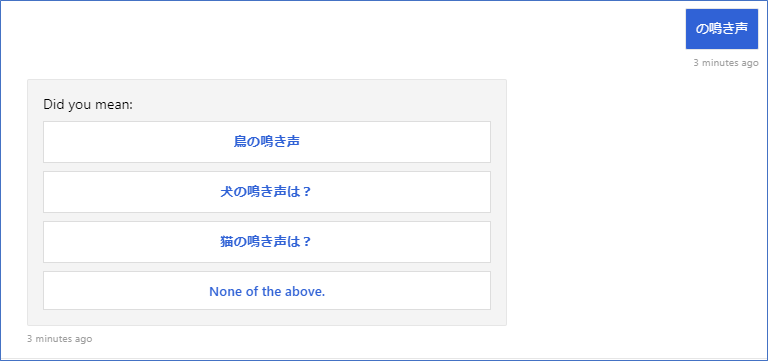 の鳴き声
3 minutes ago
Did you mean:
鳥の鳴き声
犬の鳴き声は？
猫の鳴き声は？
None of the above.
3 minutes ago